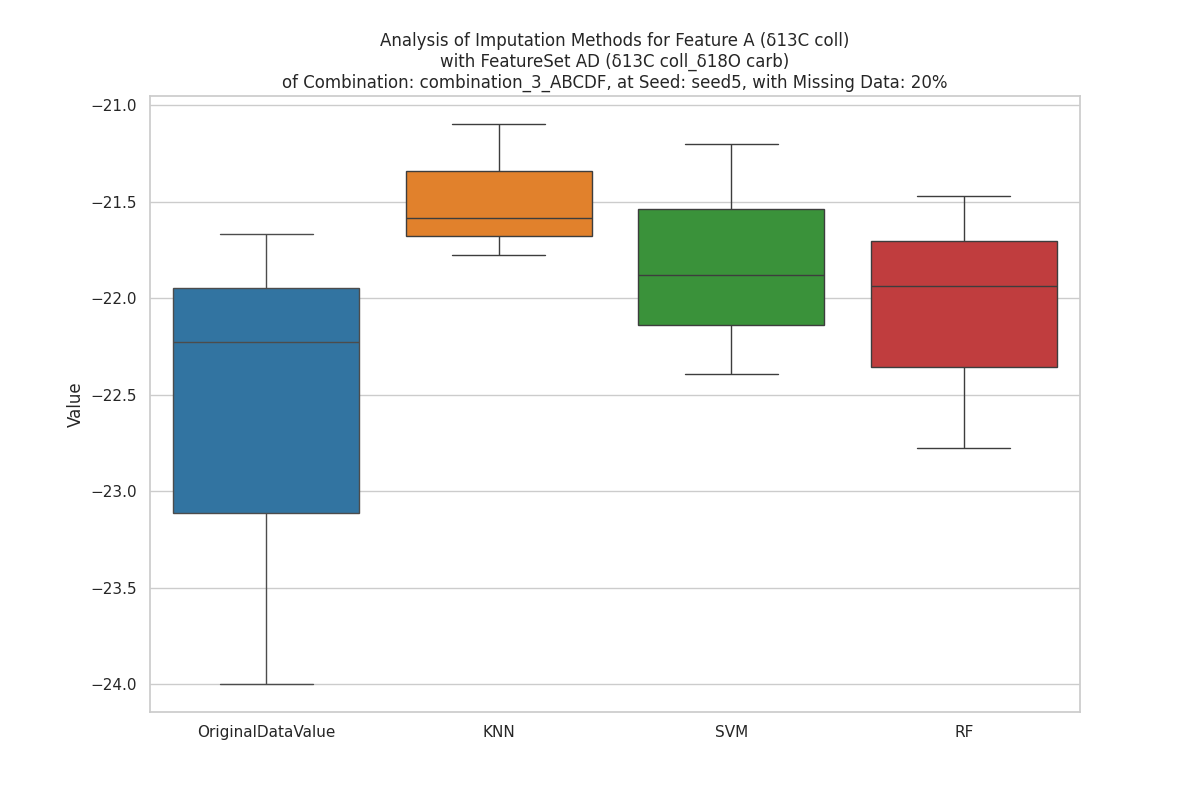 Analysis of Imputation Methods for Feature A (δ13C coll)
with FeatureSet AD (δ13C coll_δ18O carb)
of Combination: combination_3_ABCDF, at Seed: seed5, with Missing Data: 20%
−21.0
−21.5
−22.0
−22.5
−23.0
−23.5
−24.0
Value
OriginalDataValue
KNN
SVM
RF